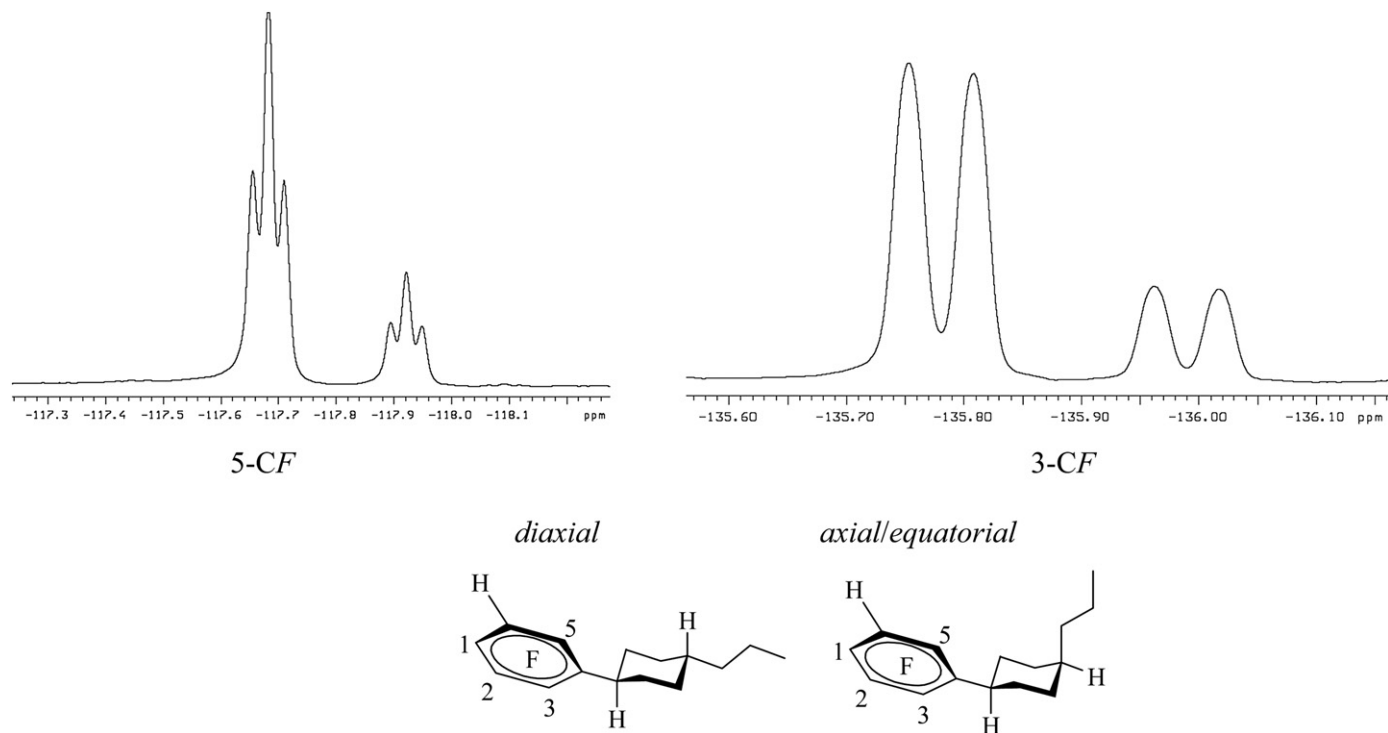 -117.3 -117.4 -117.5 -117.6 -117.7 -117.8 -117.9 -118.0 -118.1 ppm
-135.60 -135.70 -135.80 -135.90 -136.00 -136.10 ppm
5-CF
3-CF
diaxial
axial/equatorial
H
H
5
1
F
2
3
H
H
5
1
F
H
2
3
H